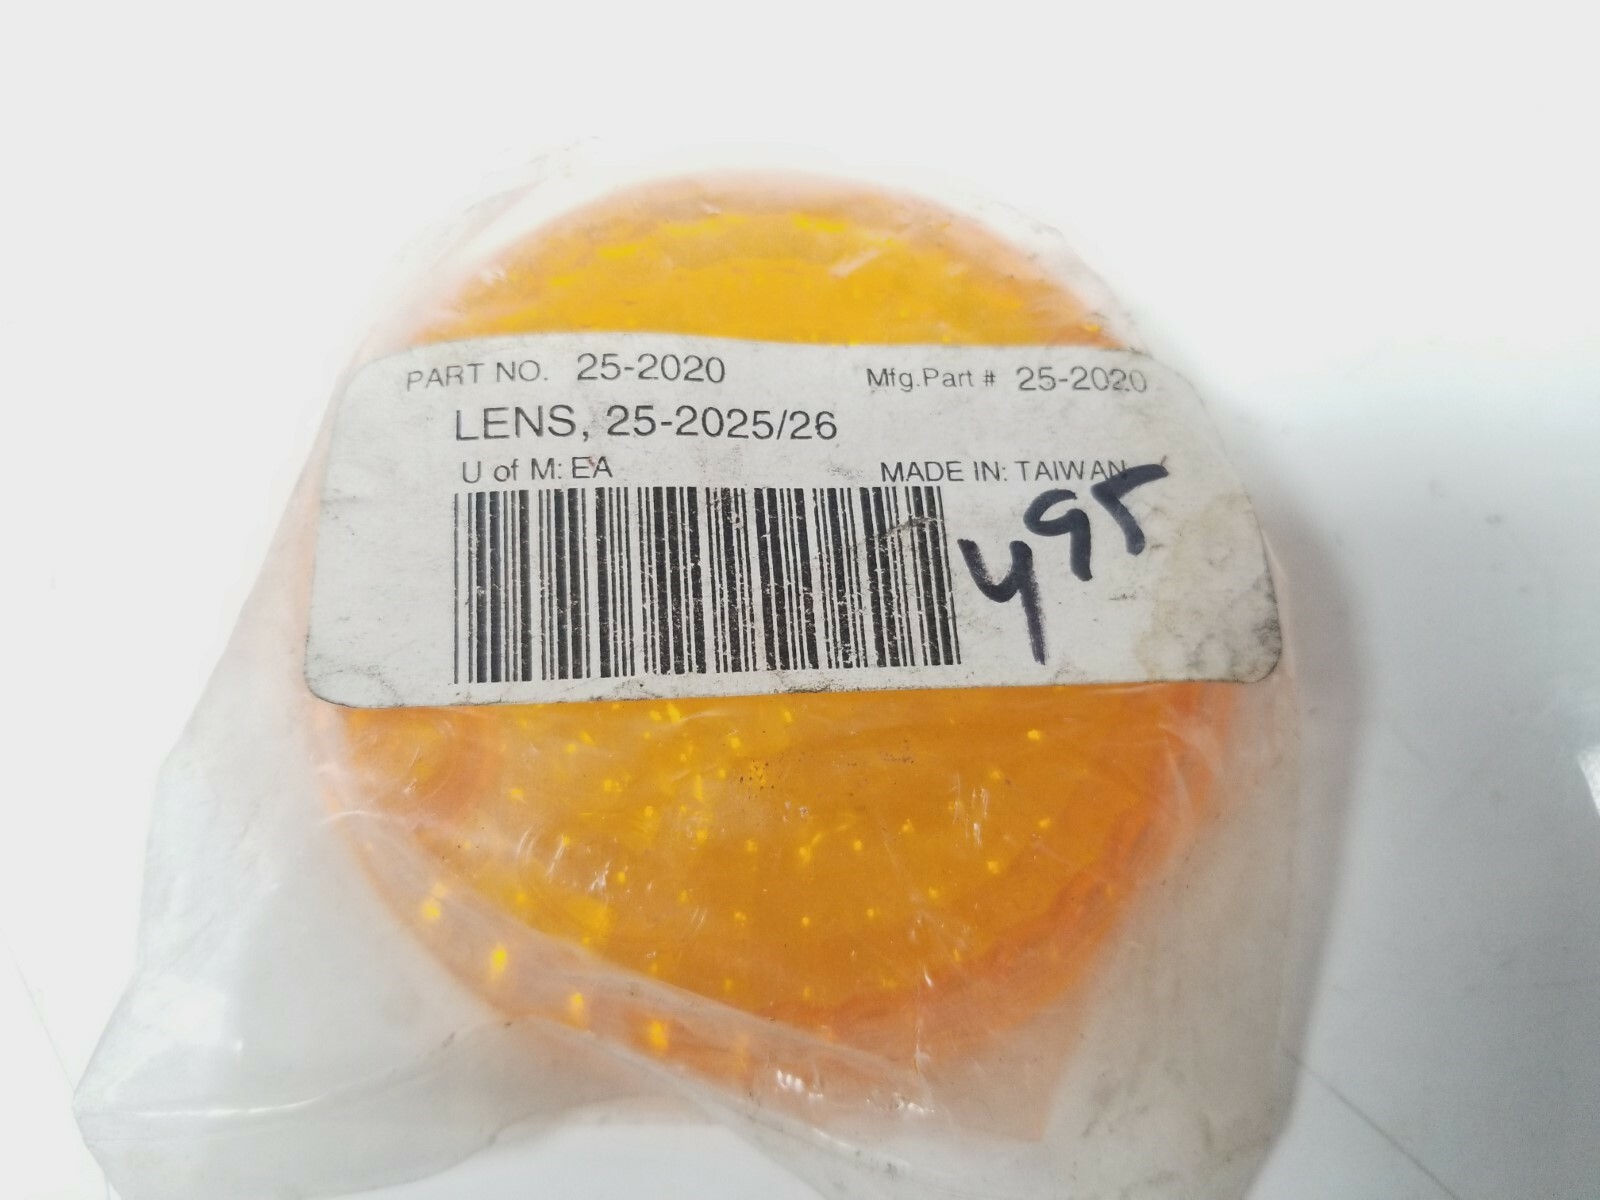 PART NO. 25-2020 Mfg.Part # 25-2020
LENS, 25-2025/26
U of M: EA MADE IN: TAIWAN
495